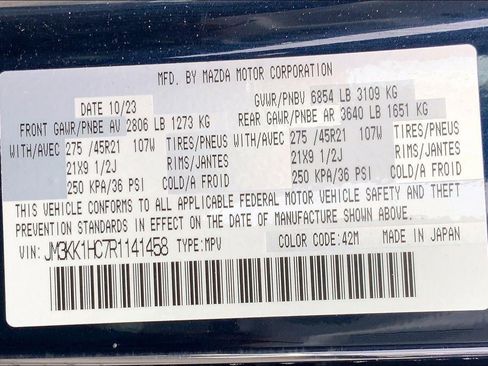 MFD. BY MAZDA MOTOR CORPORATION
DATE 10/23 GVWR/PNBV 6854 LB 3109 KG
FRONT GAWR/PNBE AV 2806 LB 1273 KG REAR GAWR/PNBE AR 3640 LB 1651 KG
WITH/AVEC 275 /45R21 107W TIRES/PNEUS WITH/AVEC 275 /45R21 107W TIRES/PNEUS
21X9 1/2J RIMS/JANTES 21X9 1/2J RIMS/JANTES
250 KPA/36 PSI COLD/A FROID 250 KPA/36 PSI COLD/A FROID
THIS VEHICLE CONFORMS TO ALL APPLICABLE FEDERAL MOTOR VEHICLE SAFETY AND THEFT
PREVENTION STANDARDS IN EFFECT ON THE DATE OF MANUFACTURE SHOWN ABOVE.
VIN: JM3KK1HC7R1141458 TYPE:MPV COLOR CODE:42M MADE IN JAPAN